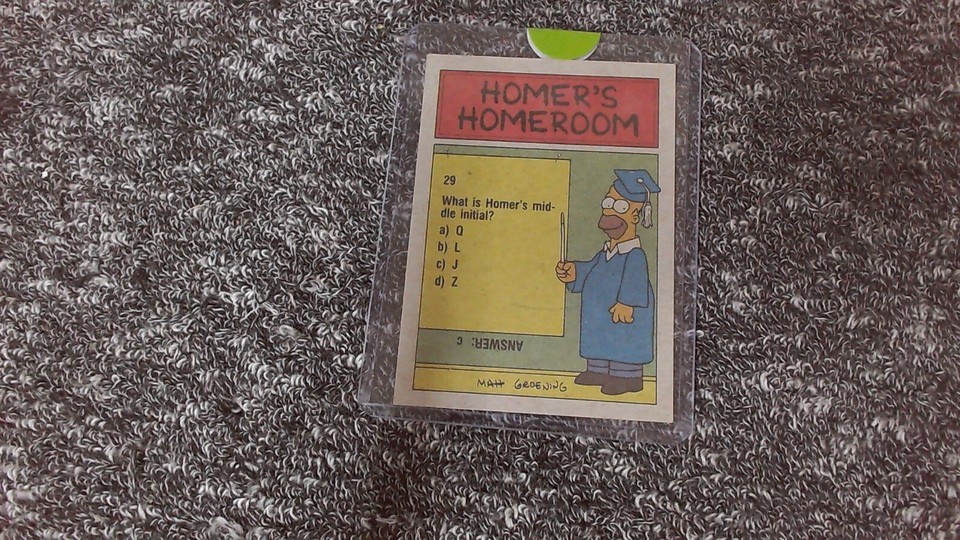 HOMER'S
HOMEROOM
29
What is Homer's mid-
dle initial?
a) Q
b) L
c) J
d) Z
ANSWER: C
MATT GROENING